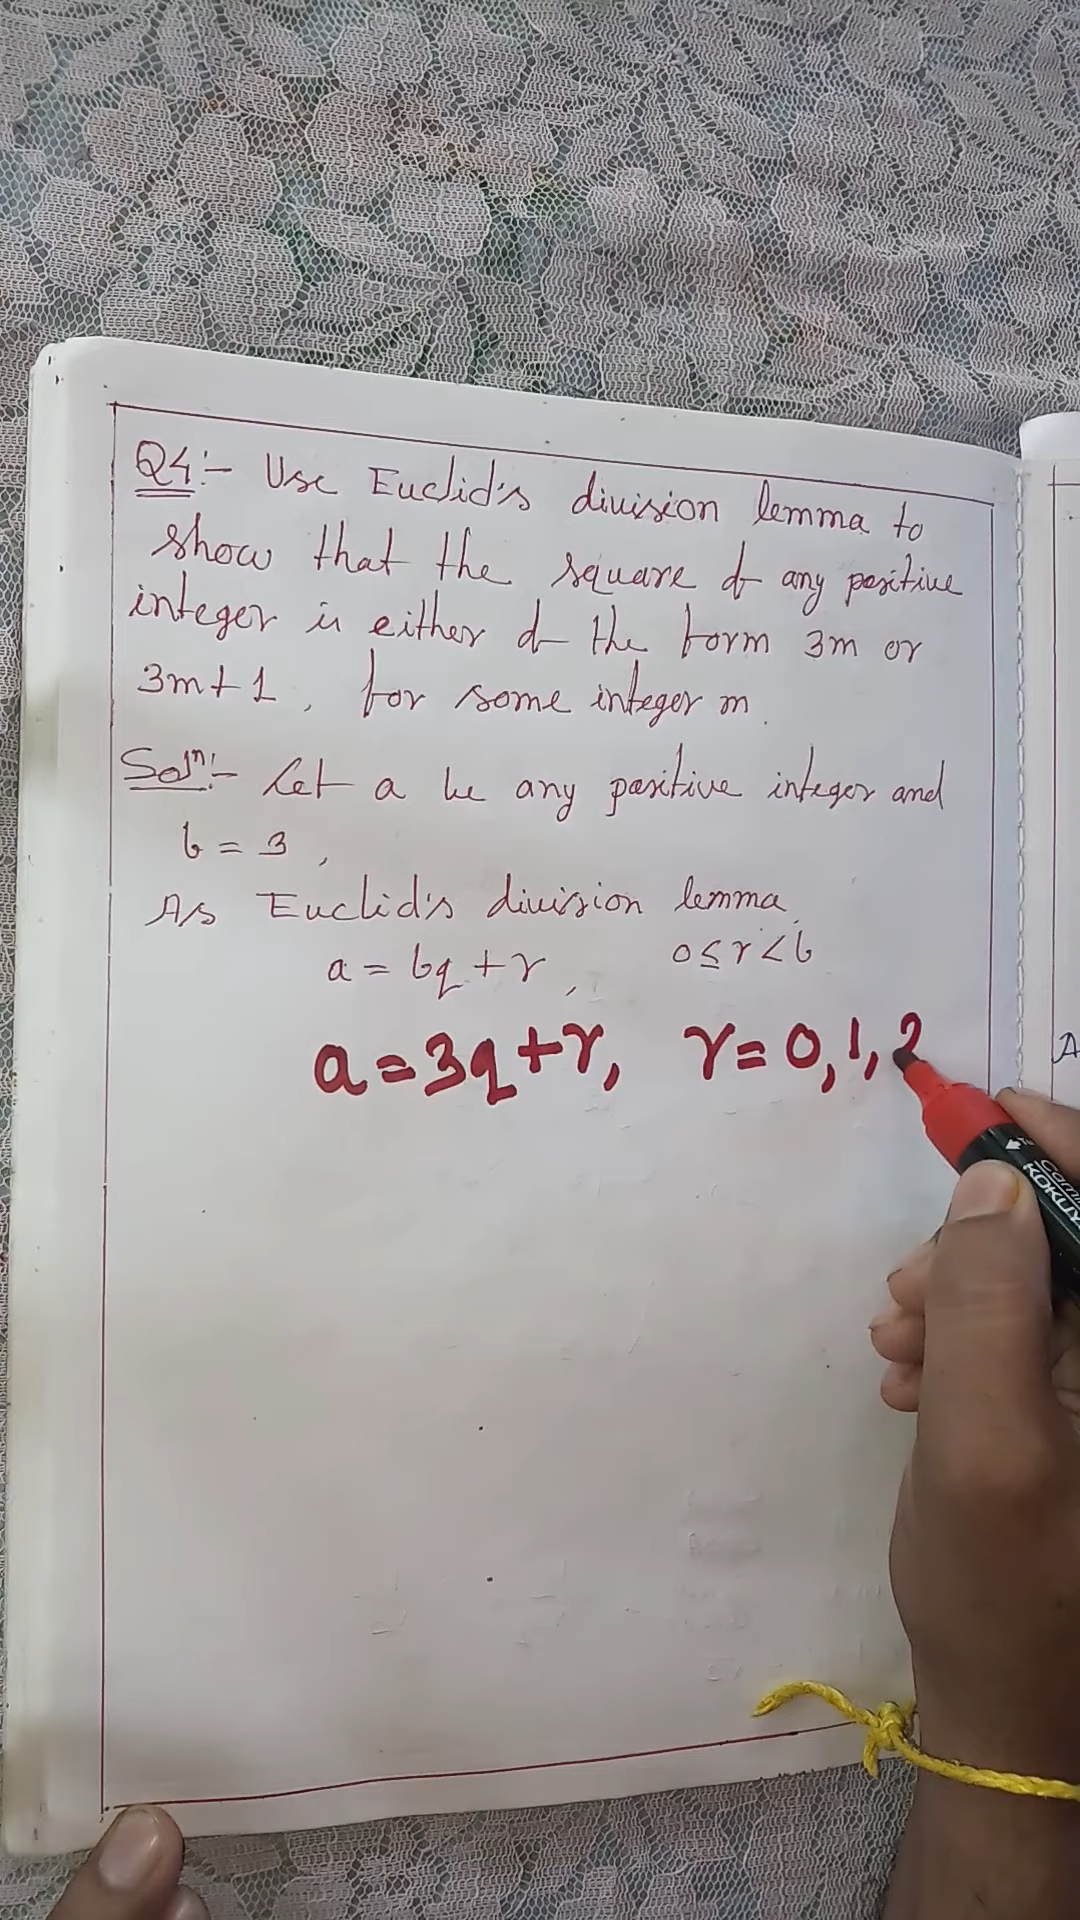 Q4:- Use Euclid's division lemma to
show that the square of any positive
integer is either of the form 3m or
3m+1, for some integer m.
Solⁿ:- Let a be any positive integer and
b = 3,
As Euclid's division lemma,
a = bq + r, 0 ≤ r < b
a = 3q + r, r = 0, 1, 2
A
KOKUYO